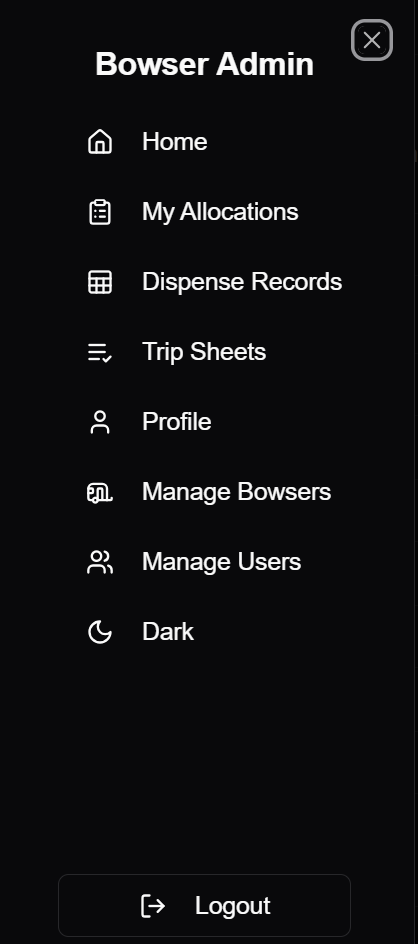 Bowser Admin
Home
My Allocations
Dispense Records
Trip Sheets
Profile
Manage Bowsers
Manage Users
Dark
Logout